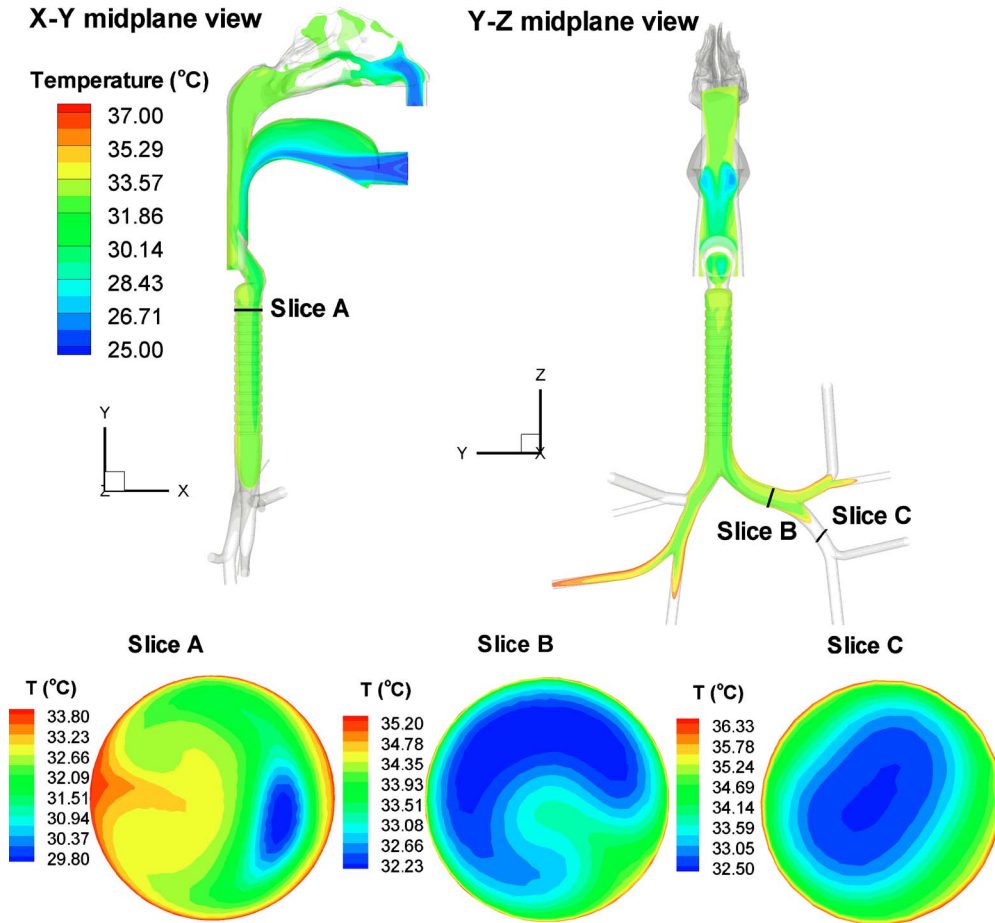 X-Y midplane view
Y-Z midplane view
Temperature (°C)
37.00
35.29
33.57
31.86
30.14
28.43
26.71
25.00
Slice A
Y
Z
X
Z
Y
X
Slice B
Slice C
Slice A
Slice B
Slice C
T (°C)
33.80
33.23
32.66
32.09
31.51
30.94
30.37
29.80
T (°C)
35.20
34.78
34.35
33.93
33.51
33.08
32.66
32.23
T (°C)
36.33
35.78
35.24
34.69
34.14
33.59
33.05
32.50